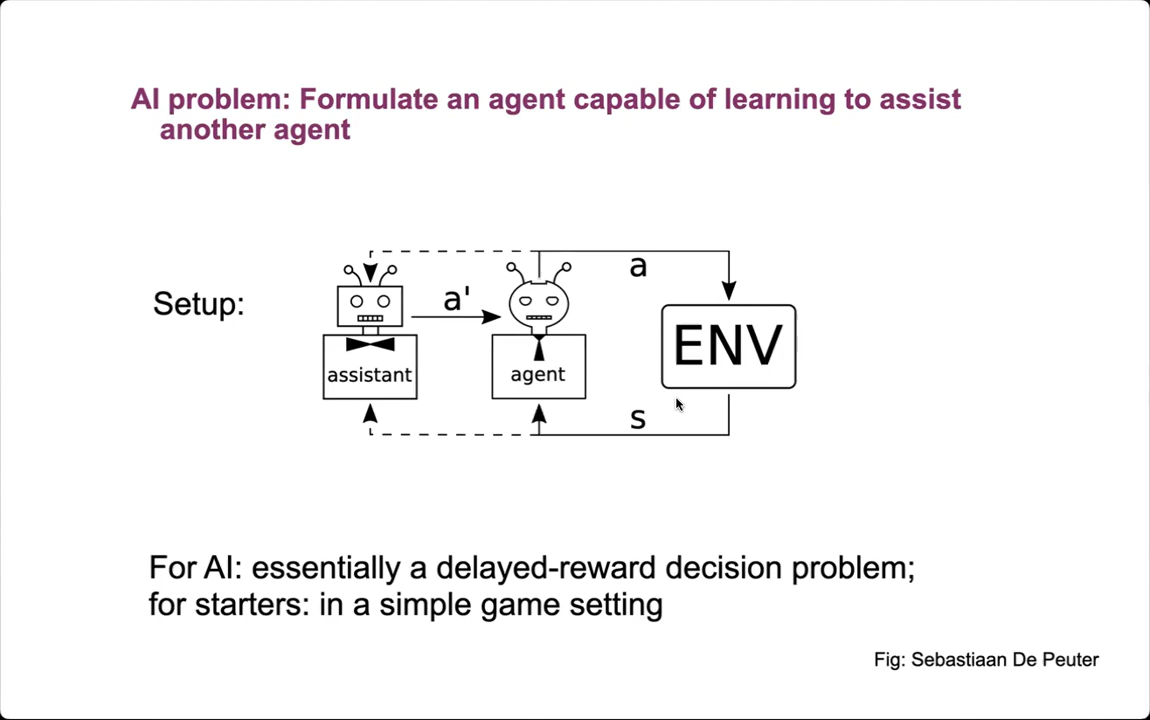 AI problem: Formulate an agent capable of learning to assist
another agent
Setup:
a
a'
ENV
assistant
agent
s
For AI: essentially a delayed-reward decision problem;
for starters: in a simple game setting
Fig: Sebastiaan De Peuter